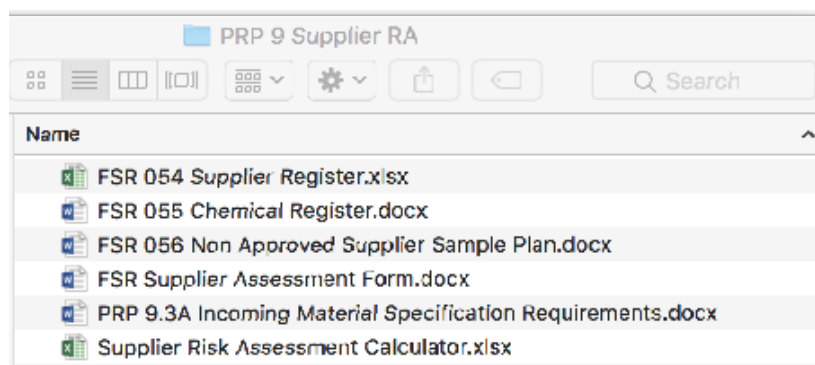 PRP 9 Supplier RA
Search
Name
FSR 054 Supplier Register.xlsx
FSR 055 Chemical Register.docx
FSR 056 Non Approved Supplier Sample Plan.docx
FSR Supplier Assessment Form.docx
PRP 9.3A Incoming Material Specification Requirements.docx
Supplier Risk Assessment Calculator.xlsx